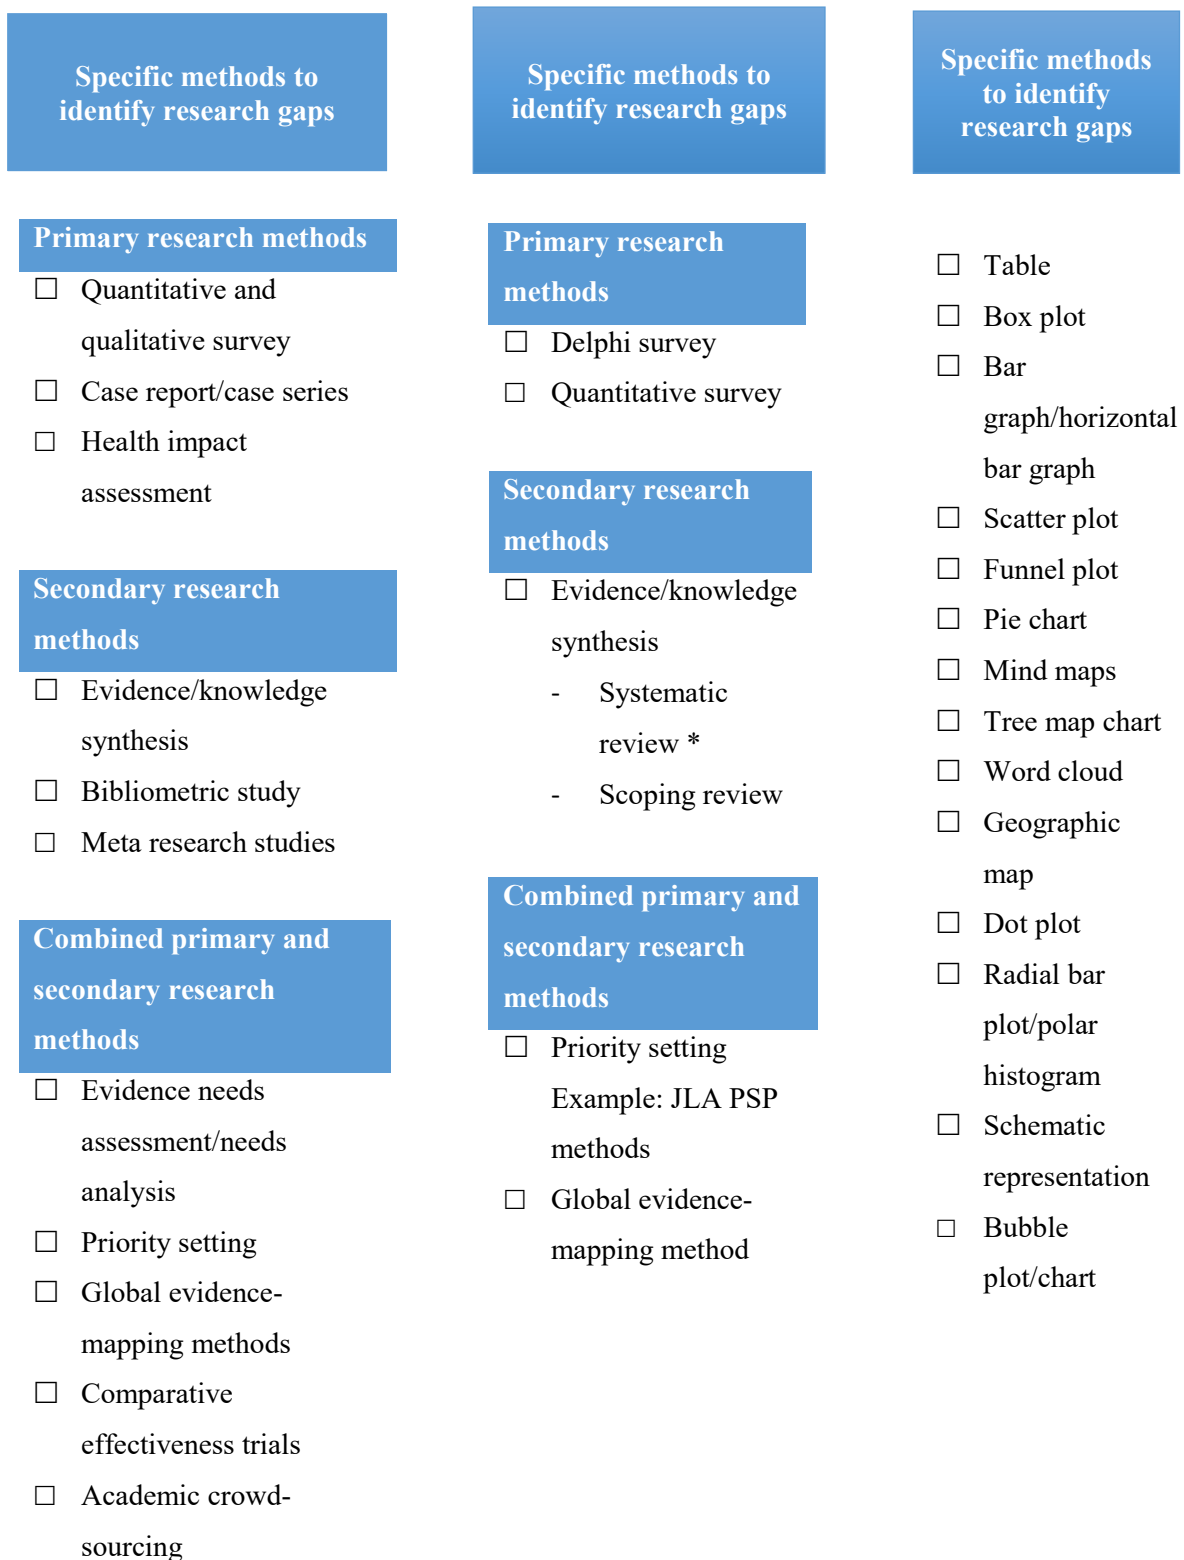 Specific methods to
identify research gaps
Primary research methods
☐ Quantitative and
qualitative survey
☐ Case report/case series
☐ Health impact
assessment
Secondary research
methods
☐ Evidence/knowledge
synthesis
☐ Bibliometric study
☐ Meta research studies
Combined primary and
secondary research
methods
☐ Evidence needs
assessment/needs
analysis
☐ Priority setting
☐ Global evidence-
mapping methods
☐ Comparative
effectiveness trials
☐ Academic crowd-
sourcing
Specific methods to
identify research gaps
Primary research
methods
☐ Delphi survey
☐ Quantitative survey
Secondary research
methods
☐ Evidence/knowledge
synthesis
- Systematic
review *
- Scoping review
Combined primary and
secondary research
methods
☐ Priority setting
Example: JLA PSP
methods
☐ Global evidence-
mapping method
Specific methods
to identify
research gaps
☐ Table
☐ Box plot
☐ Bar
graph/horizontal
bar graph
☐ Scatter plot
☐ Funnel plot
☐ Pie chart
☐ Mind maps
☐ Tree map chart
☐ Word cloud
☐ Geographic
map
☐ Dot plot
☐ Radial bar
plot/polar
histogram
☐ Schematic
representation
☐ Bubble
plot/chart